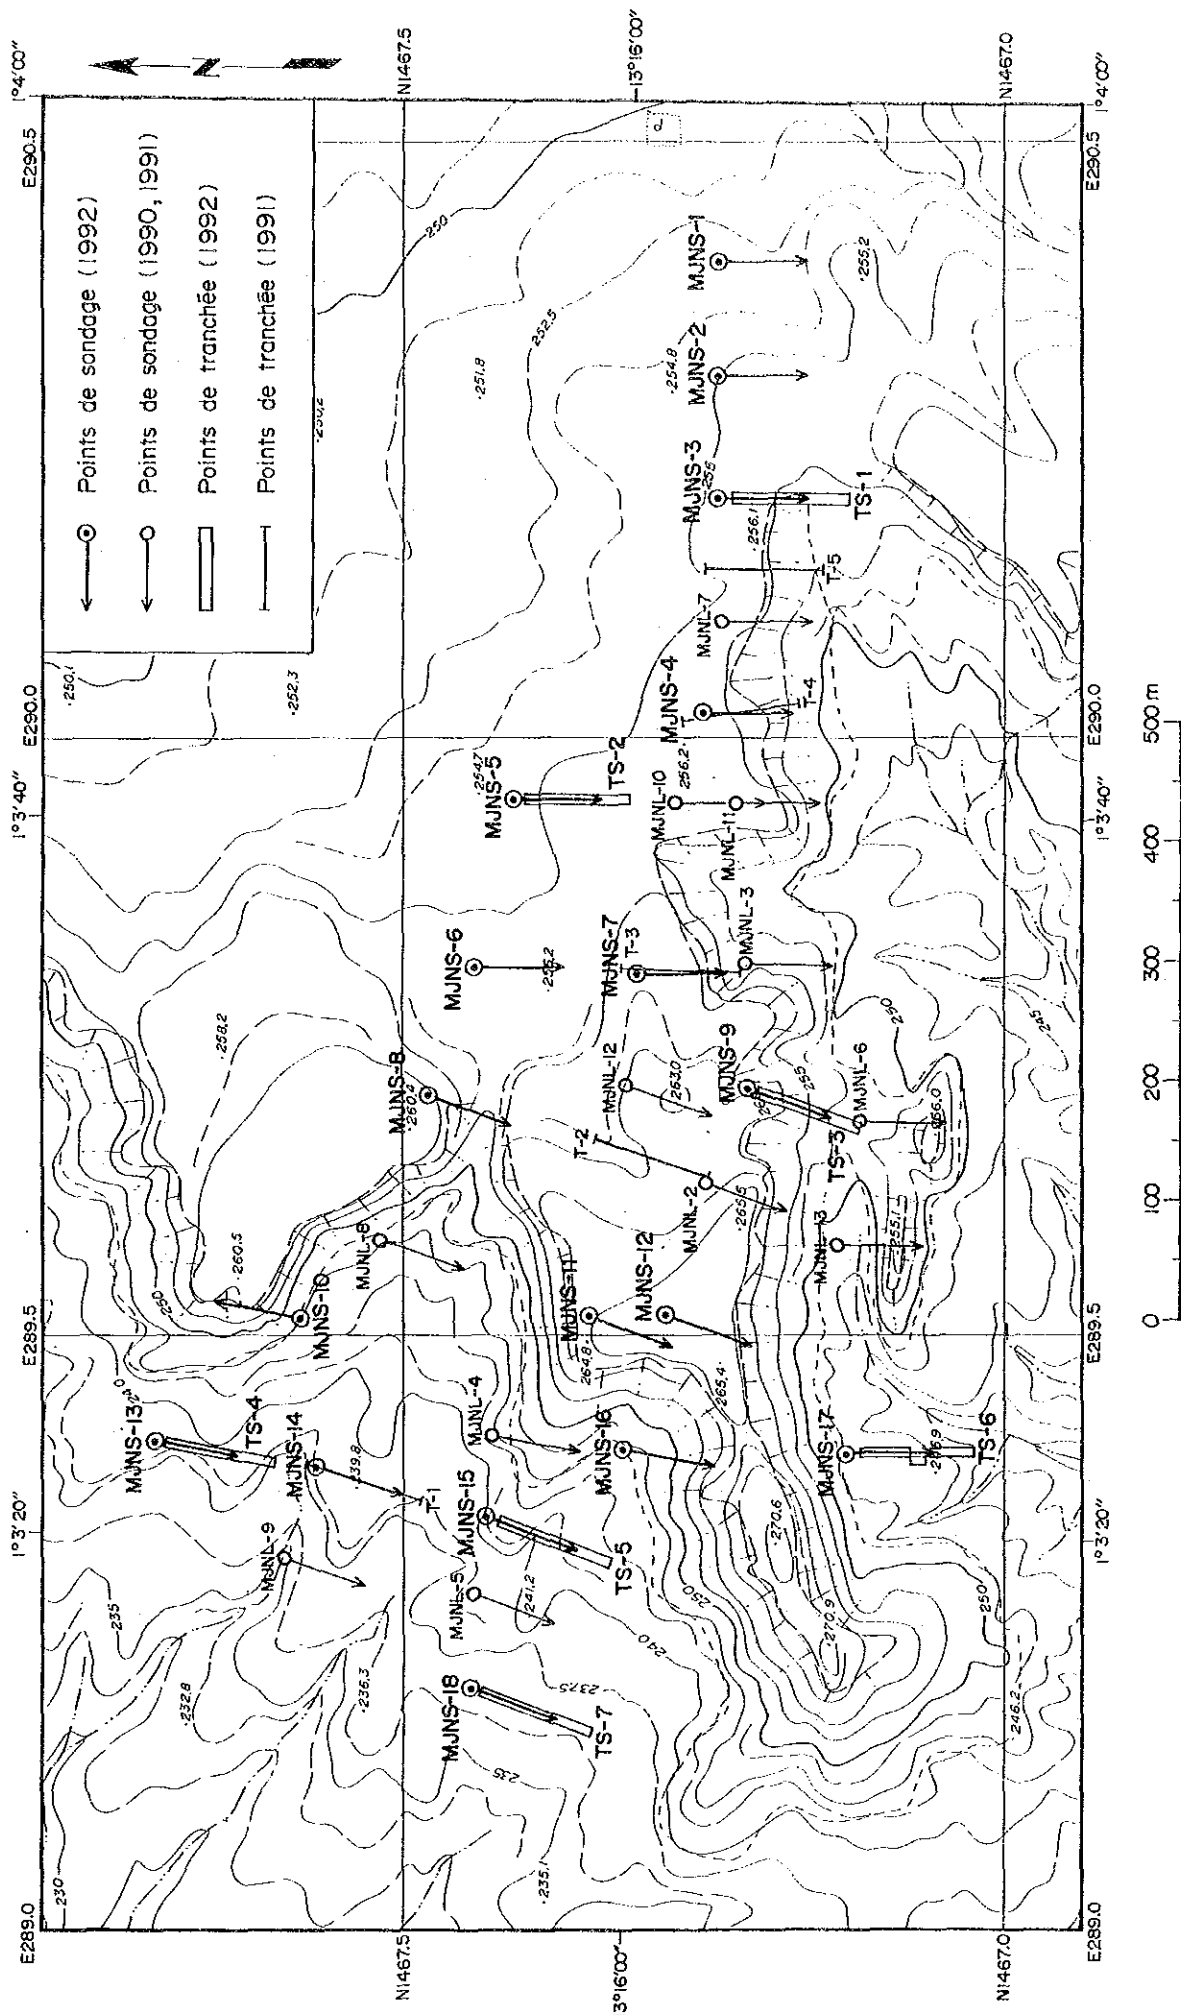 E289.0
1°3'20"
E289.5
1°3'40"
E290.0
E290.5
1°4'00"
N
Points de sondage (1992)
Points de sondage (1990, 1991)
Points de tranchée (1992)
Points de tranchée (1991)
230
235
232.8
MJNS-13
TS-4
MJNS-14
MJNL-9
236.3
239.8
T-1
250
260.5
MJNS-10
MJNL-8
258.2
250.1
252.3
250.2
250
N1467.5
N1467.5
MJNS-8
260.4
MJNS-6
256.2
MJNS-5
254.7
TS-2
251.8
252.5
MJNS-18
TS-7
237.5
235
235.1
MJNL-5
241.2
MJNS-15
TS-5
240
MJNL-4
MJNS-16
MJNS-11
264.8
MJNS-12
T-2
MJNL-12
263.0
MJNS-7
T-3
3°16'00"
13°16'00"
P
MJNL-10
256.2
MJNS-4
T-4
MJNL-11
MJNL-7
T-5
MJNS-3
255
256.1
TS-1
MJNS-2
254.8
MJNS-1
255.2
250
265.4
MJNL-2
265.5
MJNS-9
TS-3
255
MJNL-3
MJNL-6
250
270.6
270.9
MJNS-17
TS-6
MJNL-13
255.1
266.0
245
250
246.2
N1467.0
N1467.0
E289.0
1°3'20"
E289.5
1°3'40"
E290.0
E290.5
1°4'00"
0
100
200
300
400
500 m